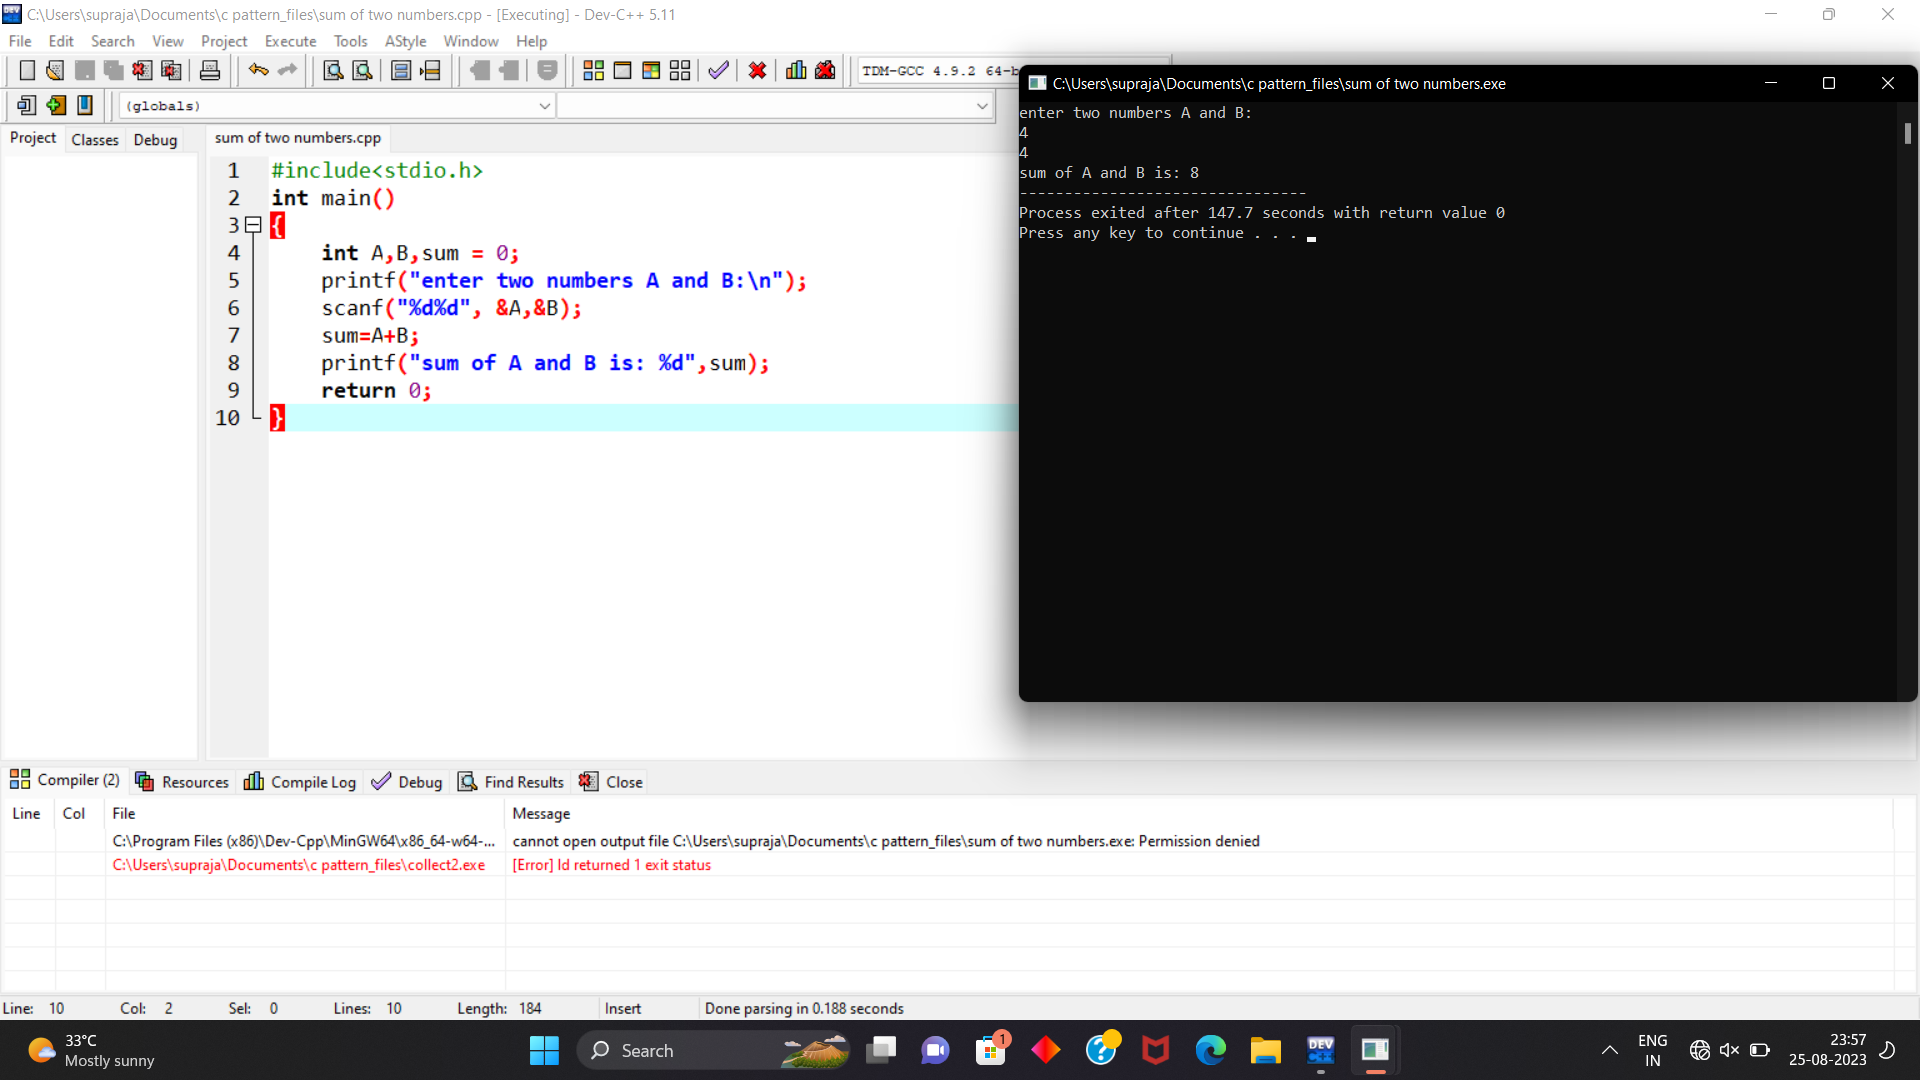 C:\Users\supraja\Documents\c pattern_files\sum of two numbers.cpp - [Executing] - Dev-C++ 5.11
File Edit Search View Project Execute Tools AStyle Window Help
TDM-GCC 4.9.2 64-b
(globals)
Project Classes Debug
sum of two numbers.cpp
1 #include<stdio.h>
2 int main()
3 {
4 int A,B,sum = 0;
5 printf("enter two numbers A and B:\n");
6 scanf("%d%d", &A,&B);
7 sum=A+B;
8 printf("sum of A and B is: %d",sum);
9 return 0;
10 }
C:\Users\supraja\Documents\c pattern_files\sum of two numbers.exe
enter two numbers A and B:
4
4
sum of A and B is: 8
--------------------------------
Process exited after 147.7 seconds with return value 0
Press any key to continue . . .
Compiler (2) Resources Compile Log Debug Find Results Close
Line Col File Message
C:\Program Files (x86)\Dev-Cpp\MinGW64\x86_64-w64-... cannot open output file C:\Users\supraja\Documents\c pattern_files\sum of two numbers.exe: Permission denied
C:\Users\supraja\Documents\c pattern_files\collect2.exe [Error] ld returned 1 exit status
Line: 10 Col: 2 Sel: 0 Lines: 10 Length: 184 Insert Done parsing in 0.188 seconds
33°C
Mostly sunny
Search
1
DEV
ENG
IN
23:57
25-08-2023